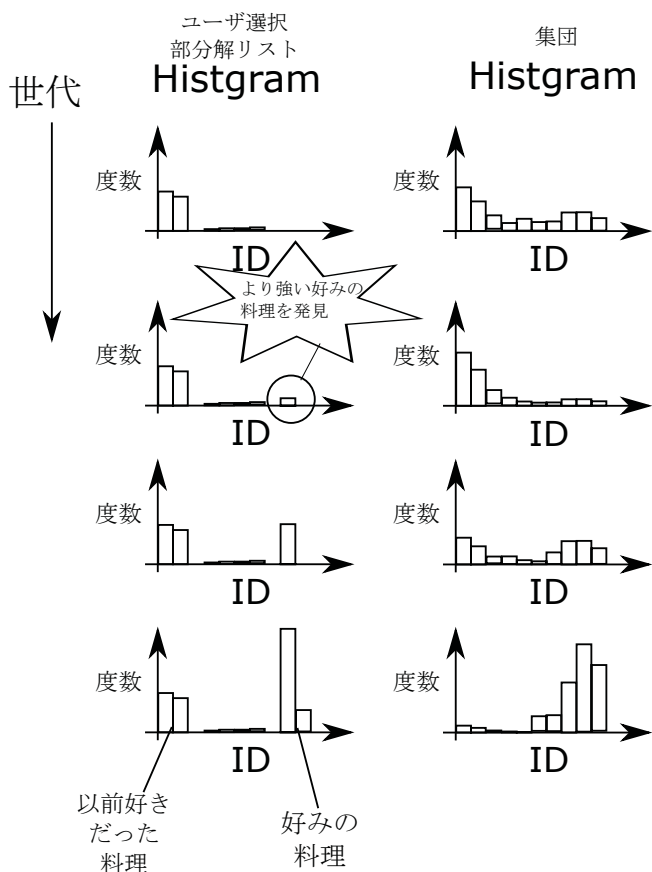 ユーザ選択
部分解リスト
Histgram
集団
Histgram
世代
度数
ID
度数
ID
より強い好みの
料理を発見
度数
ID
度数
ID
度数
ID
度数
ID
度数
ID
度数
ID
以前好き
だった
料理
好みの
料理